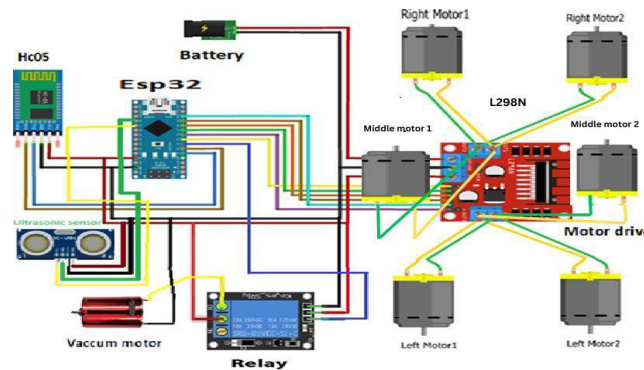 Right Motor1
Right Motor2
Battery
Hc05
Esp32
L298N
Middle motor 1
Middle motor 2
Ultrasonic sensor
Motor drive
Vaccum motor
Relay
Left Motor1
Left Motor2